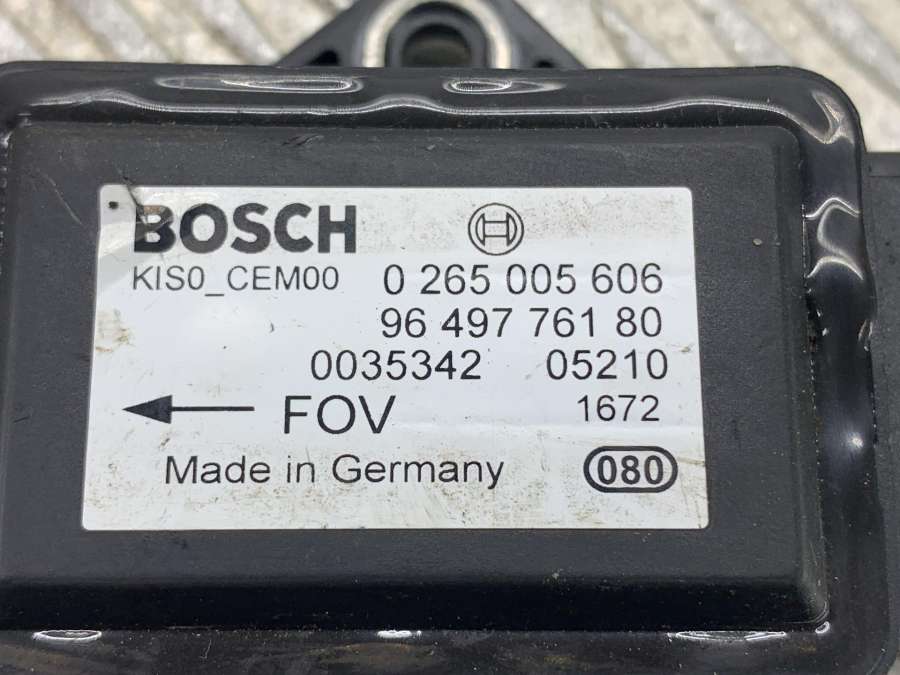 BOSCH
KIS0_CEM00 0 265 005 606
96 497 761 80
0035342 05210
FOV 1672
Made in Germany 080